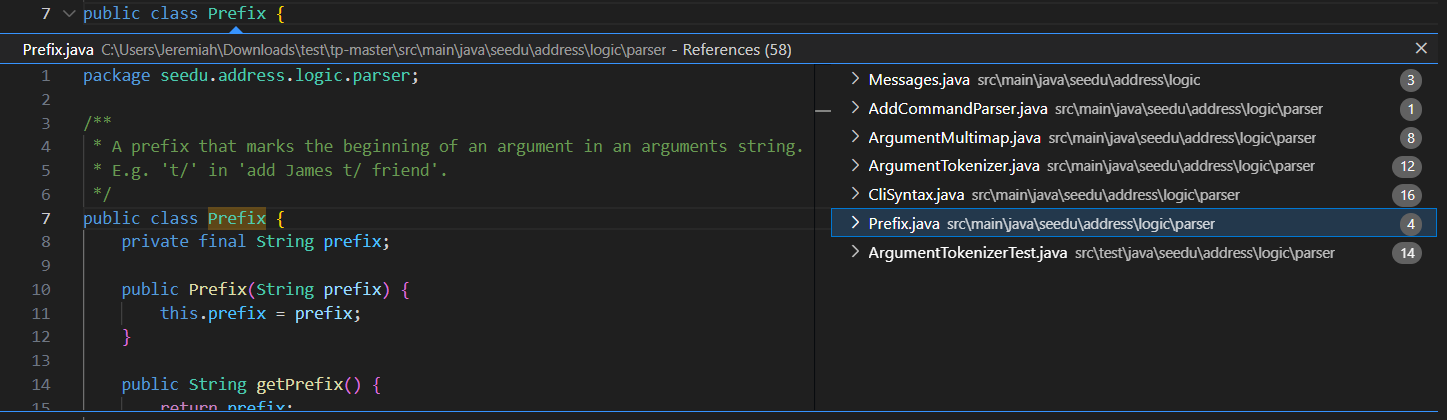 7 public class Prefix {
Prefix.java C:\Users\Jeremiah\Downloads\test\tp-master\src\main\java\seedu\address\logic\parser - References (58)
1 package seedu.address.logic.parser;
2
3 /**
4 * A prefix that marks the beginning of an argument in an arguments string.
5 * E.g. 't/' in 'add James t/ friend'.
6 */
7 public class Prefix {
8 private final String prefix;
9
10 public Prefix(String prefix) {
11 this.prefix = prefix;
12 }
13
14 public String getPrefix() {
15 return prefix;
Messages.java src\main\java\seedu\address\logic 3
AddCommandParser.java src\main\java\seedu\address\logic\parser 1
ArgumentMultimap.java src\main\java\seedu\address\logic\parser 8
ArgumentTokenizer.java src\main\java\seedu\address\logic\parser 12
CliSyntax.java src\main\java\seedu\address\logic\parser 16
Prefix.java src\main\java\seedu\address\logic\parser 4
ArgumentTokenizerTest.java src\test\java\seedu\address\logic\parser 14